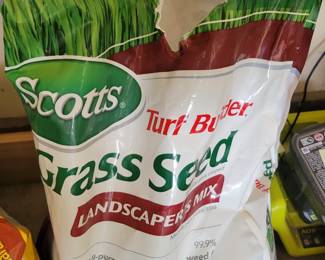 Scotts
Turf Builder
Grass Seed
LANDSCAPER'S MIX
99.9%